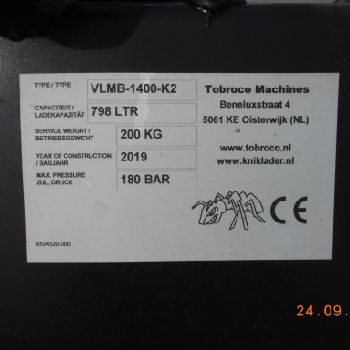 TYPE / TYPE VLMB-1400-K2
CAPACITEIT / LADEKAPAZITÄT 798 LTR
SERVICE WEIGHT / BETRIEBSGEWICHT 200 KG
YEAR OF CONSTRUCTION / BAUJAHR 2019
MAX. PRESSURE ZUL. DRUCK 180 BAR
Tobroco Machines
Beneluxstraat 4
5061 KE Oisterwijk (NL)
www.tobroco.nl
www.kniklader.nl
CE
24.09